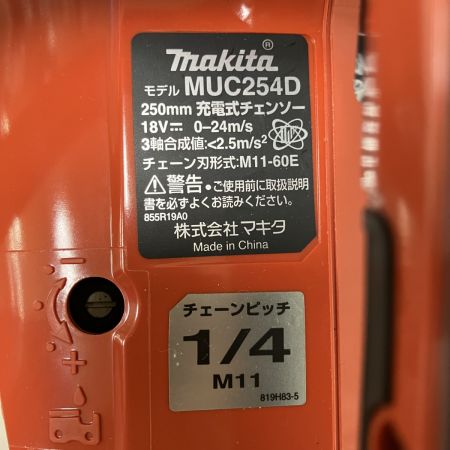 makita®
モデル MUC254D
250mm 充電式チェンソー
18V⎓ 0–24m/s
3軸合成値:<2.5m/s²
チェーン刃形式:M11-60E
⚠警告・ご使用前に取扱説明
書を必ずよくお読みください。
855R19A0
株式会社マキタ
Made in China
チェーンピッチ
1/4
M11
819H83-5